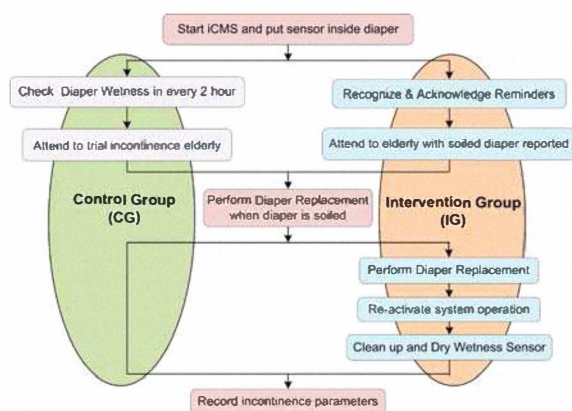 Start iCMS and put sensor inside diaper
Check Diaper Wetness in every 2 hour
Recognize & Acknowledge Reminders
Attend to trial incontinence elderly
Attend to elderly with soiled diaper reported
Control Group
(CG)
Perform Diaper Replacement
when diaper is soiled
Intervention Group
(IG)
Perform Diaper Replacement
Re-activate system operation
Clean up and Dry Wetness Sensor
Record incontinence parameters